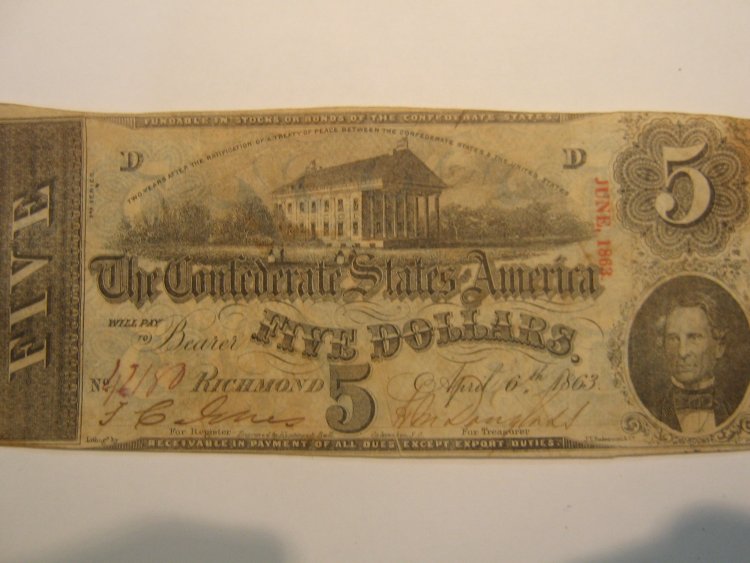 FUNDABLE IN STOCKS OR BONDS OF THE CONFEDERATE STATES.
TWO YEARS AFTER THE RATIFICATION OF A TREATY OF PEACE BETWEEN THE CONFEDERATE STATES & THE UNITED STATES
D
D
5
JUNE, 1863
FIVE
The Confederate States of America
WILL PAY
TO
Bearer
FIVE DOLLARS.
No 42180 RICHMOND 5 April 6th 1863.
For Register
For Treasurer
RECEIVABLE IN PAYMENT OF ALL DUES EXCEPT EXPORT DUTIES.